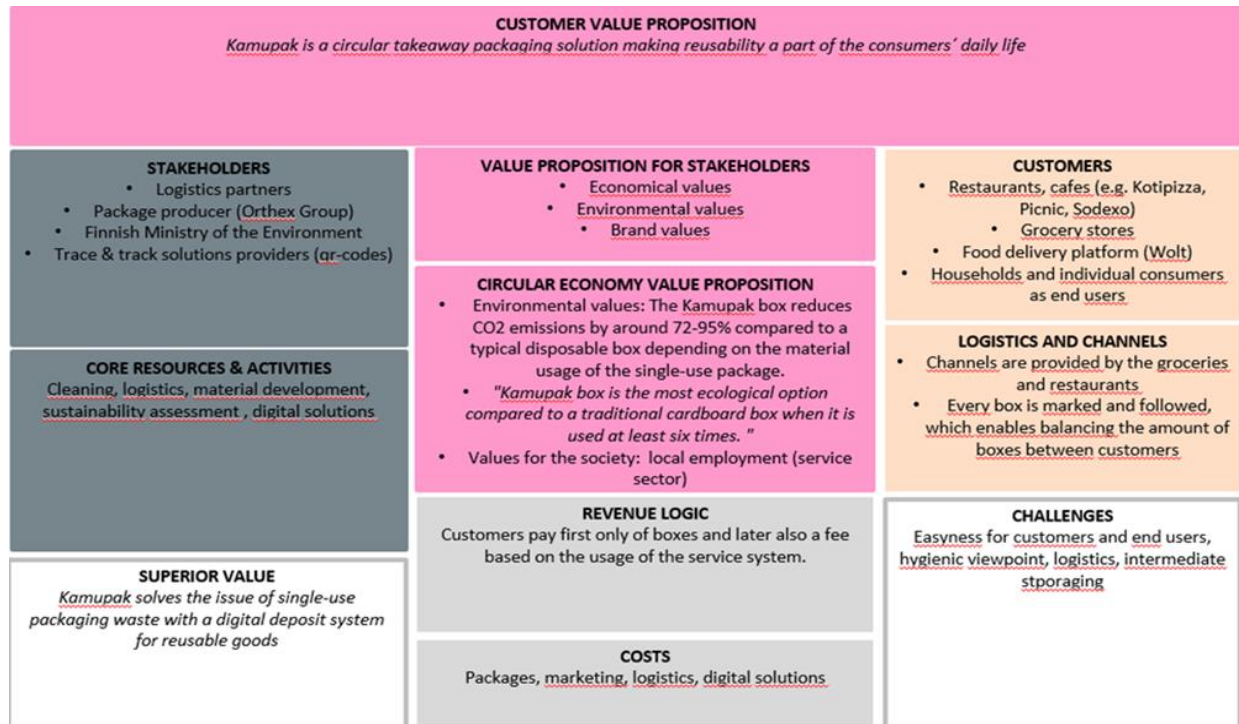 CUSTOMER VALUE PROPOSITION
Kamupak is a circular takeaway packaging solution making reusability a part of the consumers´ daily life
STAKEHOLDERS
• Logistics partners
• Package producer (Orthex Group)
• Finnish Ministry of the Environment
• Trace & track solutions providers (qr-codes)
CORE RESOURCES & ACTIVITIES
Cleaning, logistics, material development,
sustainability assessment , digital solutions
SUPERIOR VALUE
Kamupak solves the issue of single-use
packaging waste with a digital deposit system
for reusable goods
VALUE PROPOSITION FOR STAKEHOLDERS
• Economical values
• Environmental values
• Brand values
CIRCULAR ECONOMY VALUE PROPOSITION
• Environmental values: The Kamupak box reduces
CO2 emissions by around 72-95% compared to a
typical disposable box depending on the material
usage of the single-use package.
• "Kamupak box is the most ecological option
compared to a traditional cardboard box when it is
used at least six times. "
• Values for the society: local employment (service
sector)
REVENUE LOGIC
Customers pay first only of boxes and later also a fee
based on the usage of the service system.
COSTS
Packages, marketing, logistics, digital solutions
CUSTOMERS
• Restaurants, cafes (e.g. Kotipizza,
Picnic, Sodexo)
• Grocery stores
• Food delivery platform (Wolt)
• Households and individual consumers
as end users
LOGISTICS AND CHANNELS
• Channels are provided by the groceries
and restaurants
• Every box is marked and followed,
which enables balancing the amount of
boxes between customers
CHALLENGES
Easyness for customers and end users,
hygienic viewpoint, logistics, intermediate
stporaging